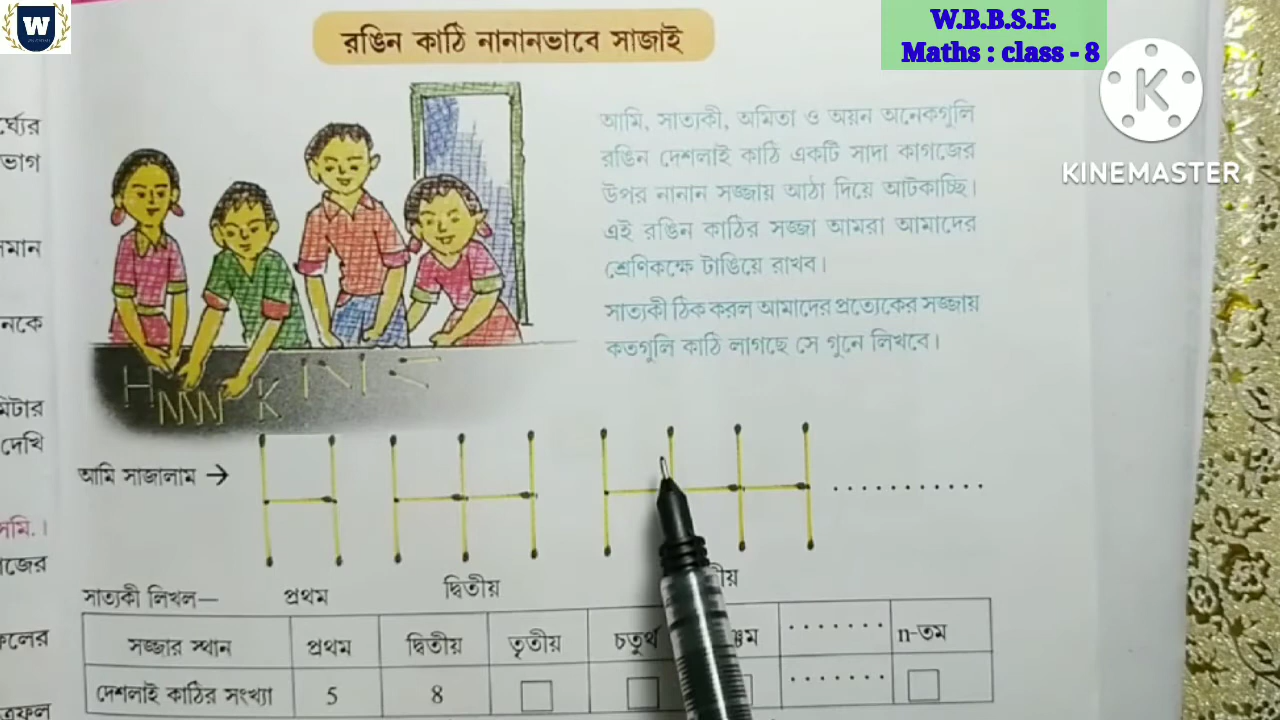 W
W.B.B.S.E.
Maths : class - 8
K
KINEMASTER
রঙিন কাঠি নানানভাবে সাজাই
ভাগ
নকে
দেখি
আমি, সাত্যকী, অমিতা ও অয়ন অনেকগুলি
রঙিন দেশলাই কাঠি একটি সাদা কাগজের
উপর নানান সজ্জায় আঠা দিয়ে আটকাচ্ছি।
এই রঙিন কাঠির সজ্জা আমরা আমাদের
শ্রেণিকক্ষে টাঙিয়ে রাখব।
সাত্যকী ঠিক করল আমাদের প্রত্যেকের সজ্জায়
কতগুলি কাঠি লাগছে সে গুনে লিখবে।
আমি সাজালাম →
সাত্যকী লিখল— প্রথম দ্বিতীয়
সজ্জার স্থান প্রথম দ্বিতীয় তৃতীয় চতুর্থ ........ n-তম
দেশলাই কাঠির সংখ্যা 5 8 ........